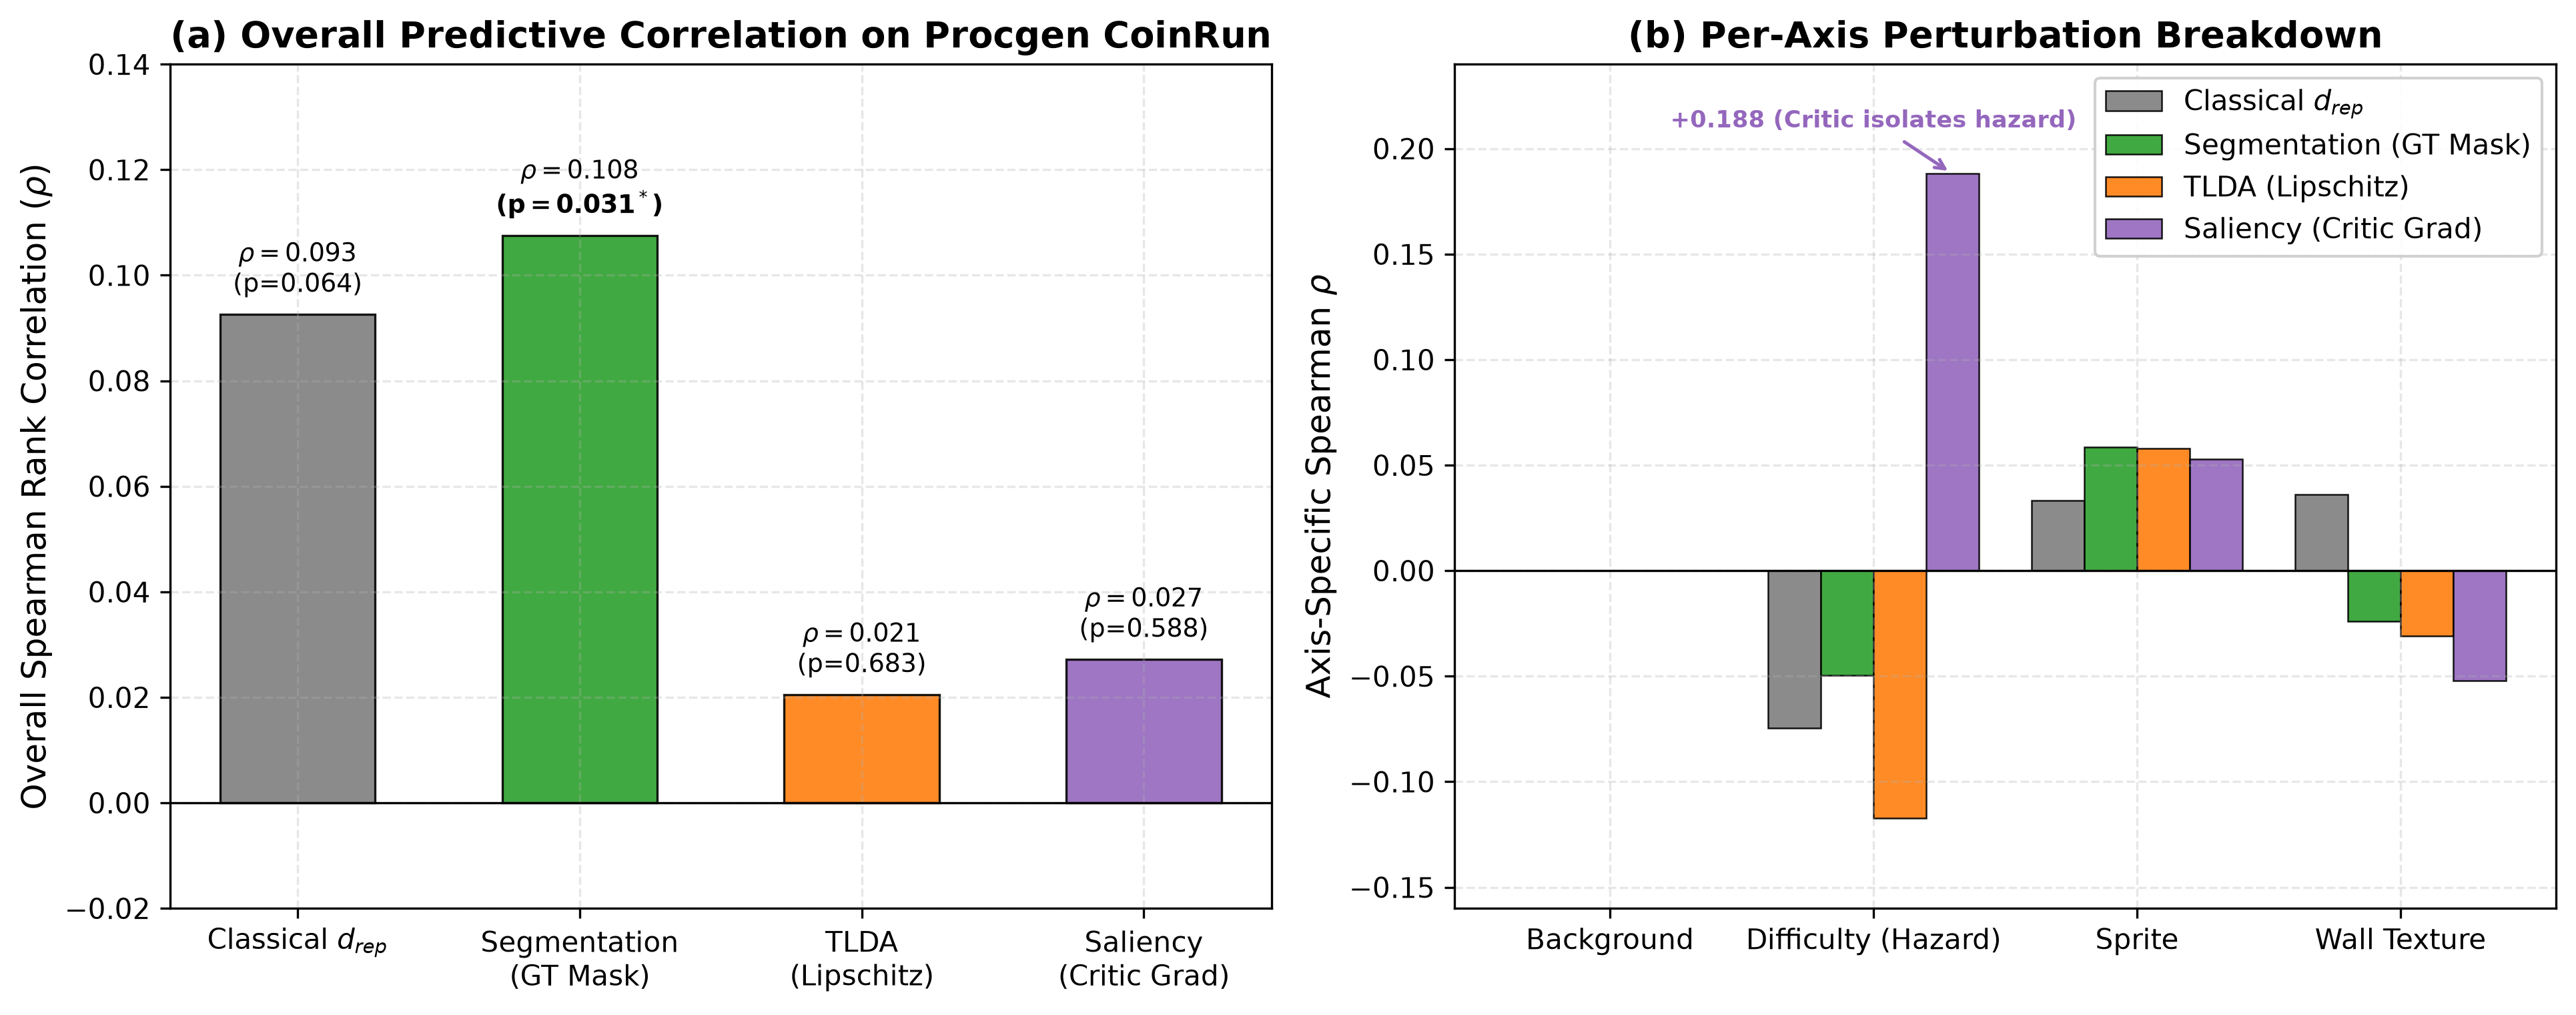 (a) Overall Predictive Correlation on Procgen CoinRun
Overall Spearman Rank Correlation (ρ)
0.14
0.12
0.10
0.08
0.06
0.04
0.02
0.00
−0.02
ρ = 0.093
(p=0.064)
ρ = 0.108
(p = 0.031*)
ρ = 0.021
(p=0.683)
ρ = 0.027
(p=0.588)
Classical d_rep
Segmentation
(GT Mask)
TLDA
(Lipschitz)
Saliency
(Critic Grad)
(b) Per-Axis Perturbation Breakdown
Axis-Specific Spearman ρ
0.20
0.15
0.10
0.05
0.00
−0.05
−0.10
−0.15
+0.188 (Critic isolates hazard)
Classical d_rep
Segmentation (GT Mask)
TLDA (Lipschitz)
Saliency (Critic Grad)
Background
Difficulty (Hazard)
Sprite
Wall Texture